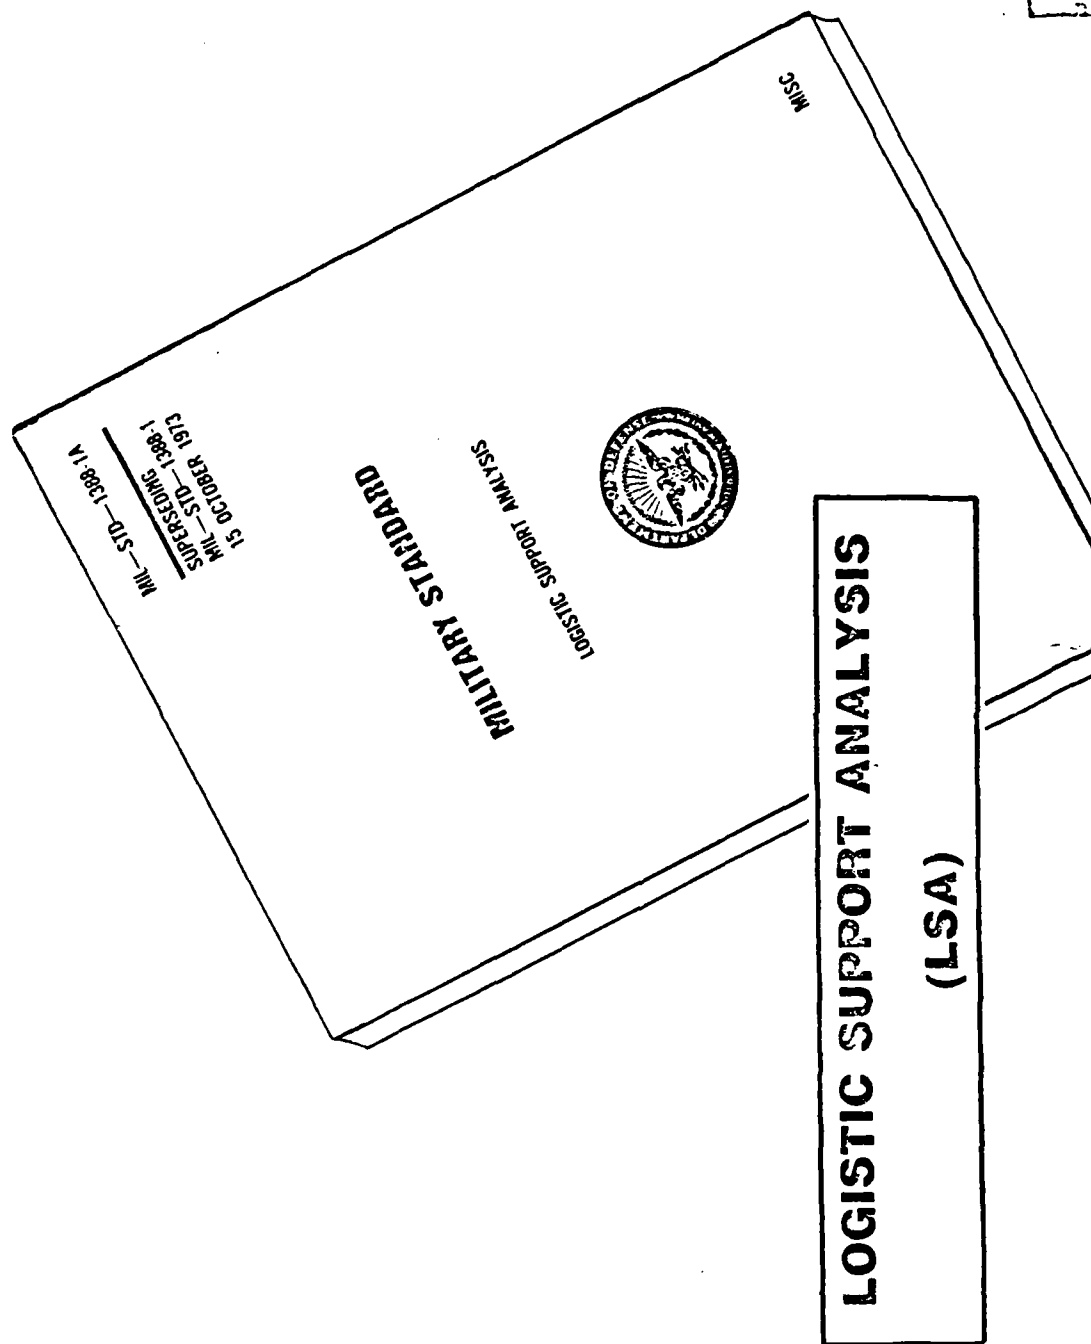 MIL—STD—1388-1A
SUPERSEDING
MIL—STD—1388-1
15 OCTOBER 1973
MILITARY STANDARD
LOGISTIC SUPPORT ANALYSIS
MISC
LOGISTIC SUPPORT ANALYSIS
(LSA)